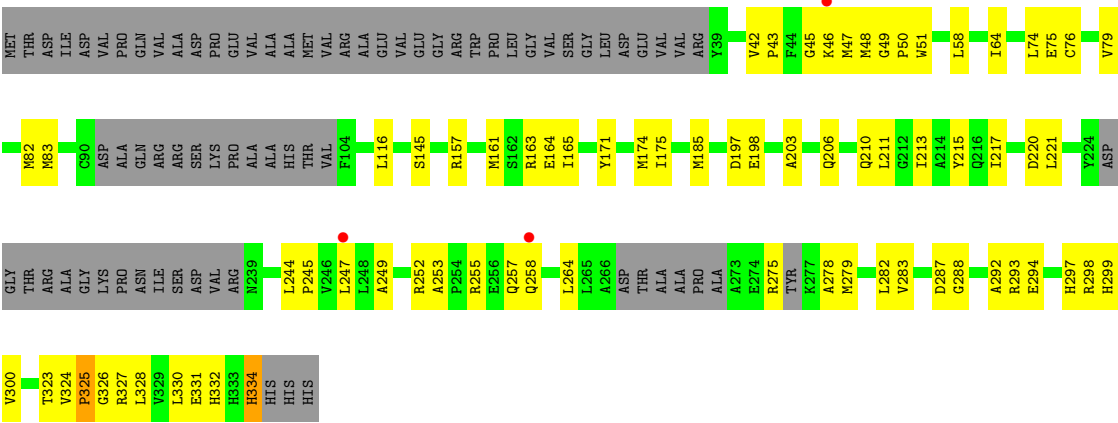 MET THR ASP ILE ASP VAL PRO GLN VAL ALA ASP PRO GLU VAL ALA ALA MET VAL ARG ALA GLU VAL GLU GLY ARG TRP PRO LEU GLY VAL SER GLY LEU ASP GLU VAL VAL ARG Y39 V42 P43 F44 G45 K46 M47 M48 G49 P50 W51 L58 I64 L74 E75 C76 V79
M82 M83 C90 ASP ALA GLN ARG ARG SER LYS PRO ALA ALA HIS THR VAL F104 L116 S145 R157 M161 S162 R163 E164 I165 Y171 M174 I175 M185 D197 E198 A203 Q206 Q210 L211 G212 I213 A214 Y215 Q216 I217 D220 L221 Y224 ASP
GLY THR ARG ALA GLY LYS PRO ASN ILE SER ASP VAL ARG N239 L244 P245 V246 L247 L248 A249 R252 A253 P254 R255 E256 Q257 Q258 L264 L265 A266 ASP THR ALA ALA PRO ALA A273 E274 R275 TYR K277 A278 M279 L282 V283 D287 G288 A292 R293 E294 H297 R298 H299
V300 T323 V324 P325 G326 R327 L328 V329 L330 E331 H332 H333 H334 HIS HIS HIS